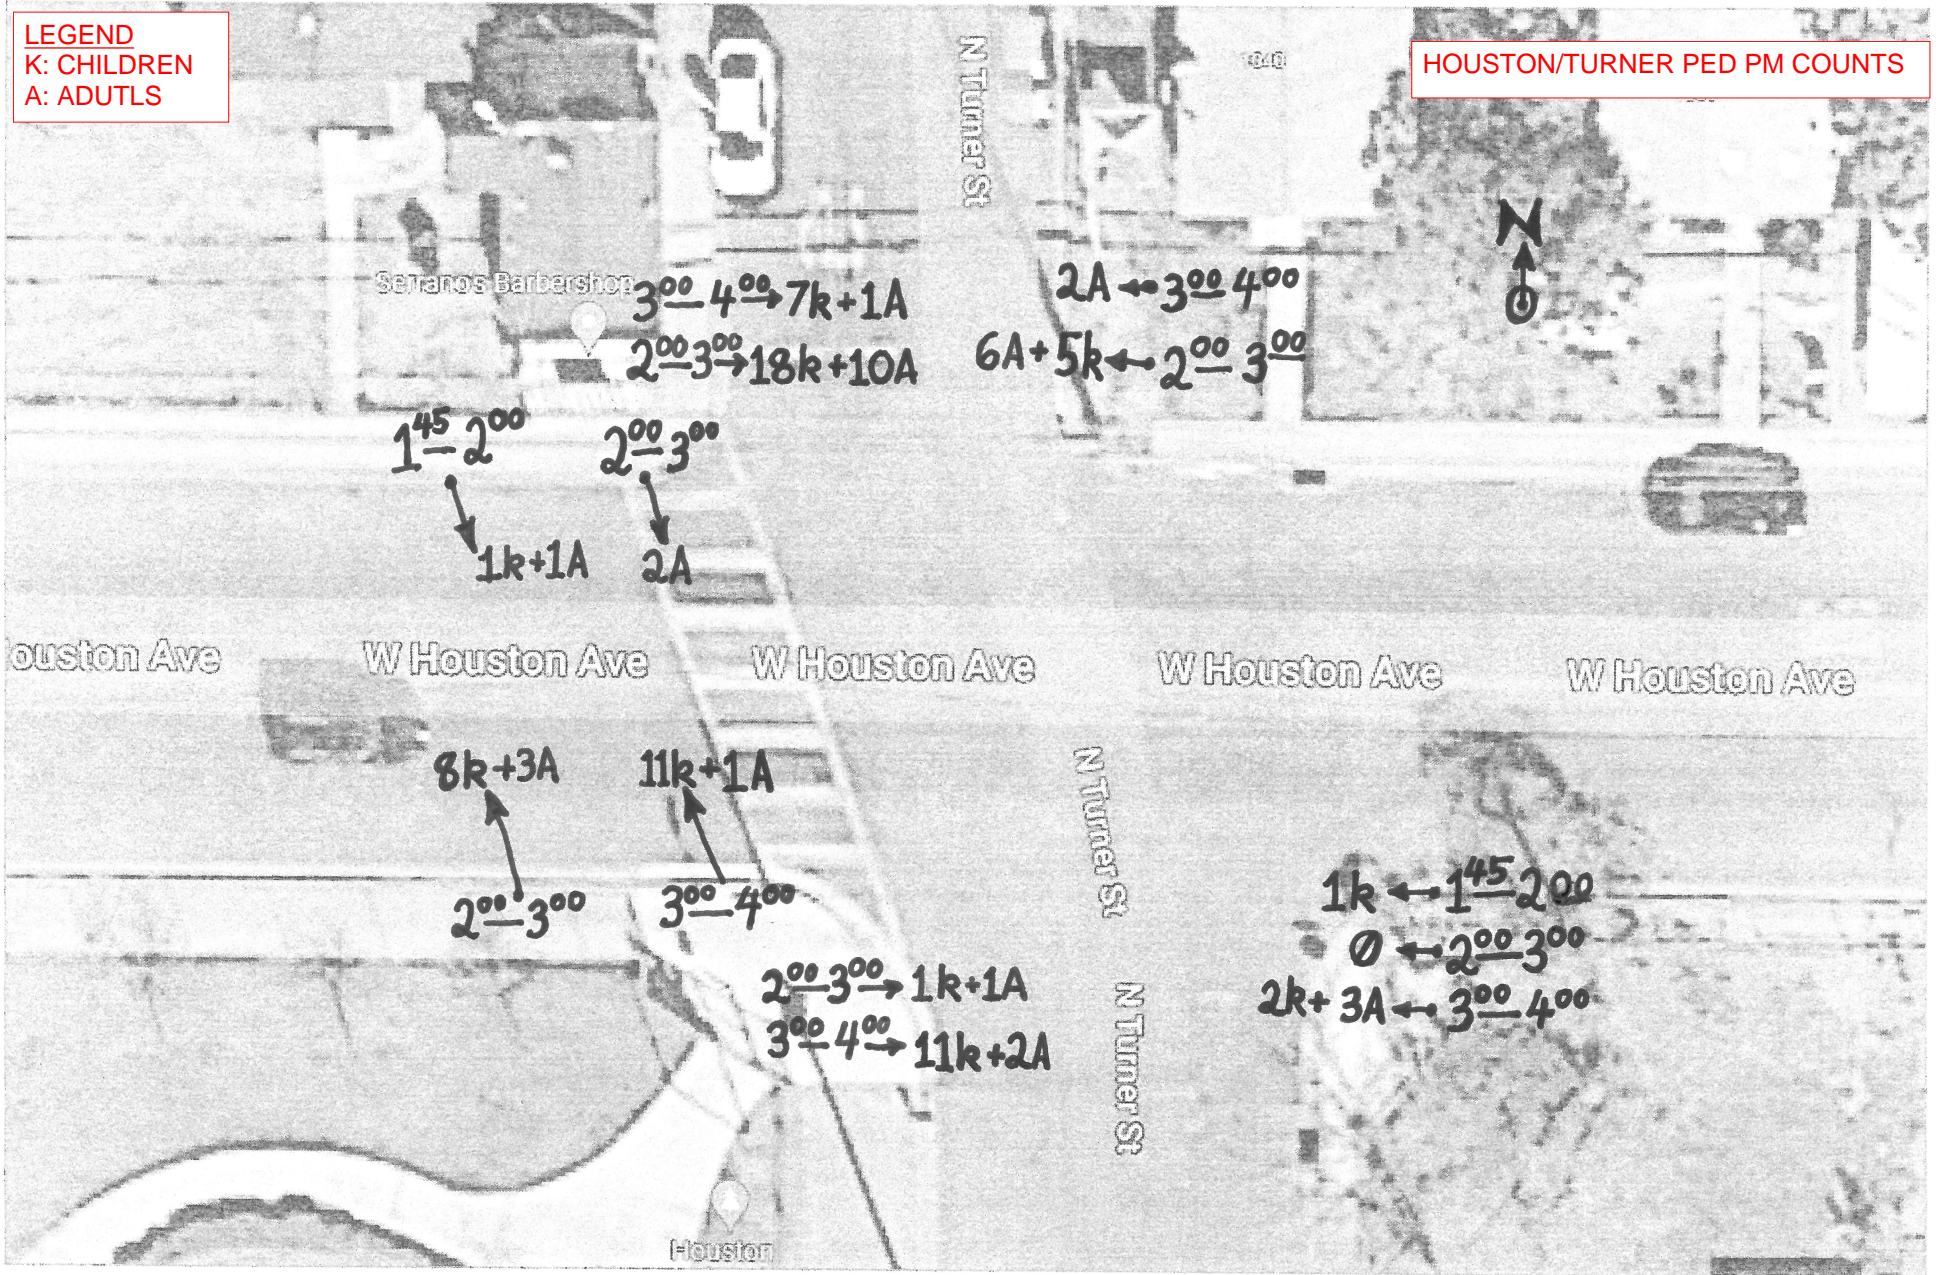 LEGEND
K: CHILDREN
A: ADUTLS
HOUSTON/TURNER PED PM COUNTS
N Turner St
1040
N
Serrano's Barbershop
3⁰⁰–4⁰⁰→7k+1A
2⁰⁰–3⁰⁰→18k+10A
2A←3⁰⁰–4⁰⁰
6A+5k←2⁰⁰–3⁰⁰
1⁴⁵–2⁰⁰
2⁰⁰–3⁰⁰
1k+1A
2A
ouston Ave
W Houston Ave
W Houston Ave
W Houston Ave
W Houston Ave
8k+3A
11k+1A
2⁰⁰–3⁰⁰
3⁰⁰–4⁰⁰
N Turner St
1k←1⁴⁵–2⁰⁰
Ø←2⁰⁰–3⁰⁰
2k+3A←3⁰⁰–4⁰⁰
2⁰⁰–3⁰⁰→1k+1A
3⁰⁰–4⁰⁰→11k+2A
N Turner St
Houston